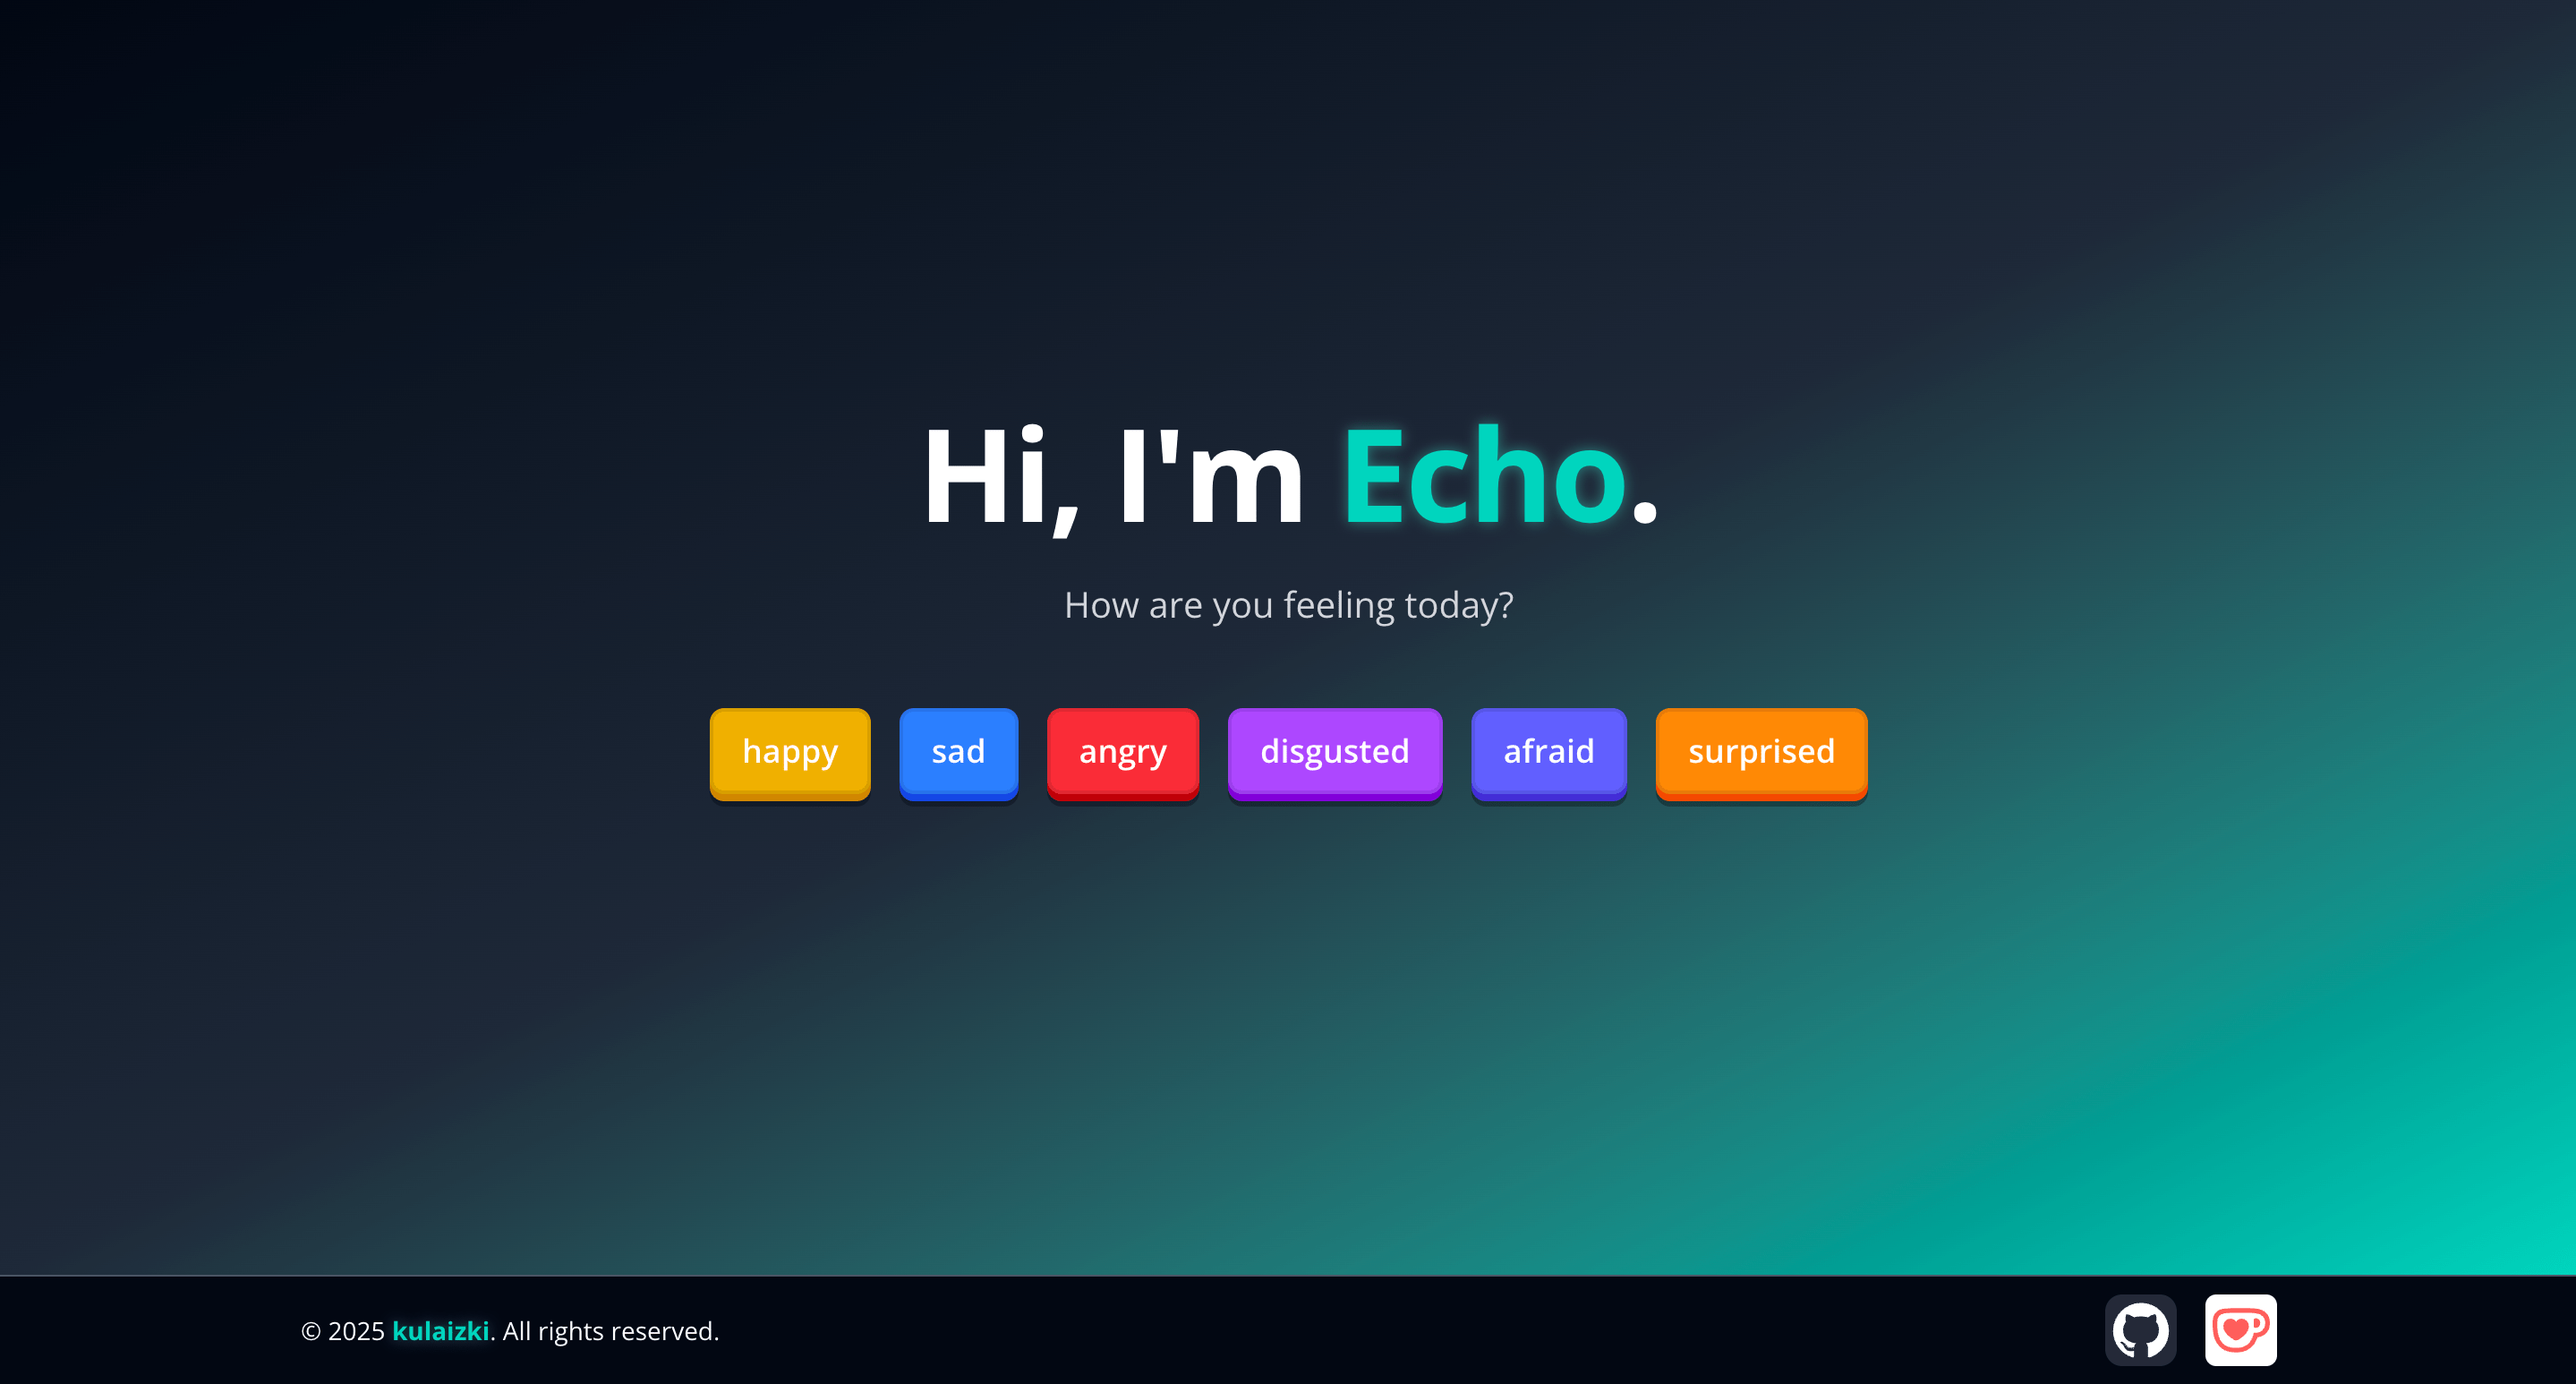 Hi, I'm Echo.
How are you feeling today?
happy sad angry disgusted afraid surprised
© 2025 kulaizki. All rights reserved.